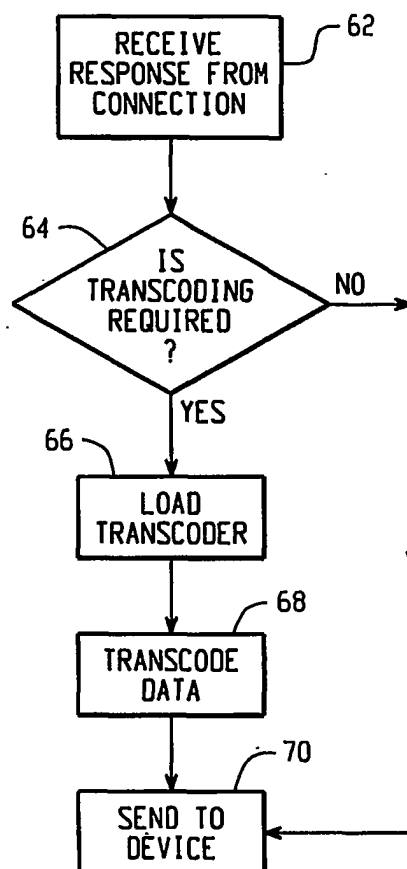 62
RECEIVE
RESPONSE FROM
CONNECTION
64
IS
TRANSCODING
REQUIRED
?
NO
YES
66
LOAD
TRANSCODER
68
TRANSCODE
DATA
70
SEND TO
DEVICE